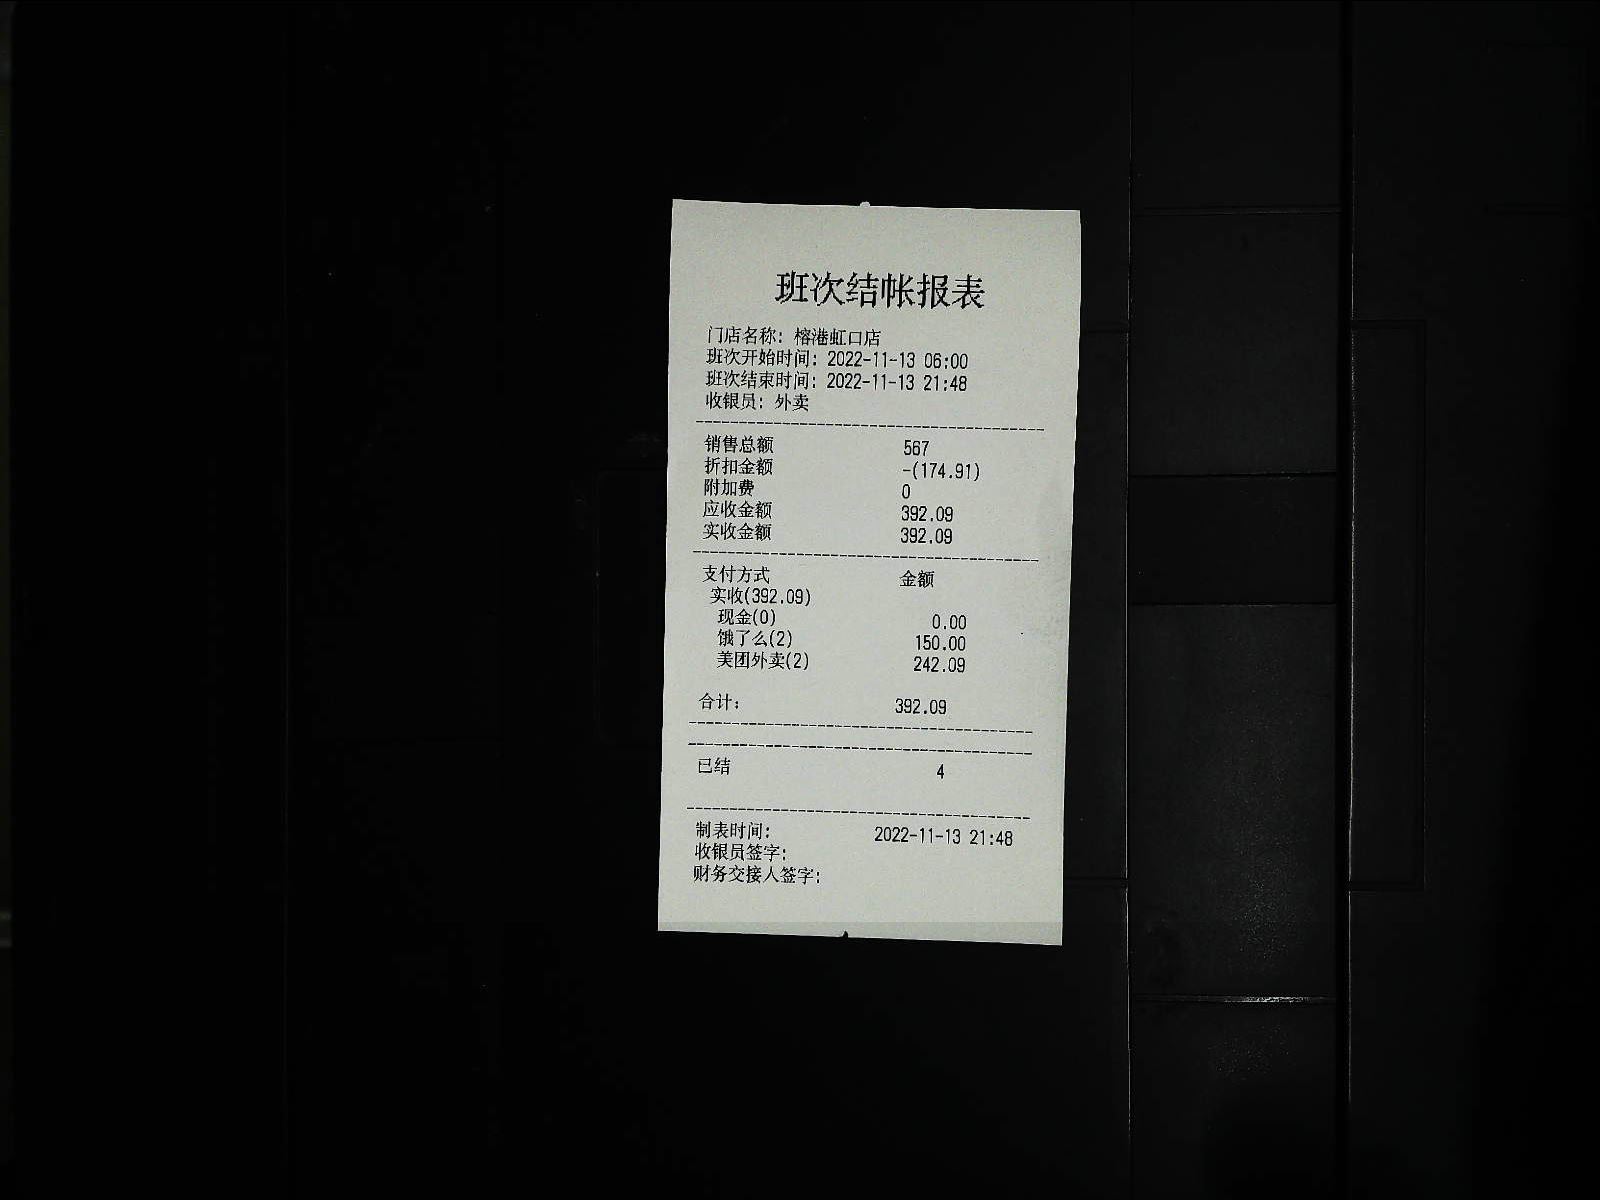 班次结帐报表
门店名称: 榕港虹口店
班次开始时间: 2022-11-13 06:00
班次结束时间: 2022-11-13 21:48
收银员: 外卖
销售总额 567
折扣金额 -(174.91)
附加费 0
应收金额 392.09
实收金额 392.09
支付方式 金额
实收(392.09)
现金(0) 0.00
饿了么(2) 150.00
美团外卖(2) 242.09
合计: 392.09
已结 4
制表时间: 2022-11-13 21:48
收银员签字:
财务交接人签字: